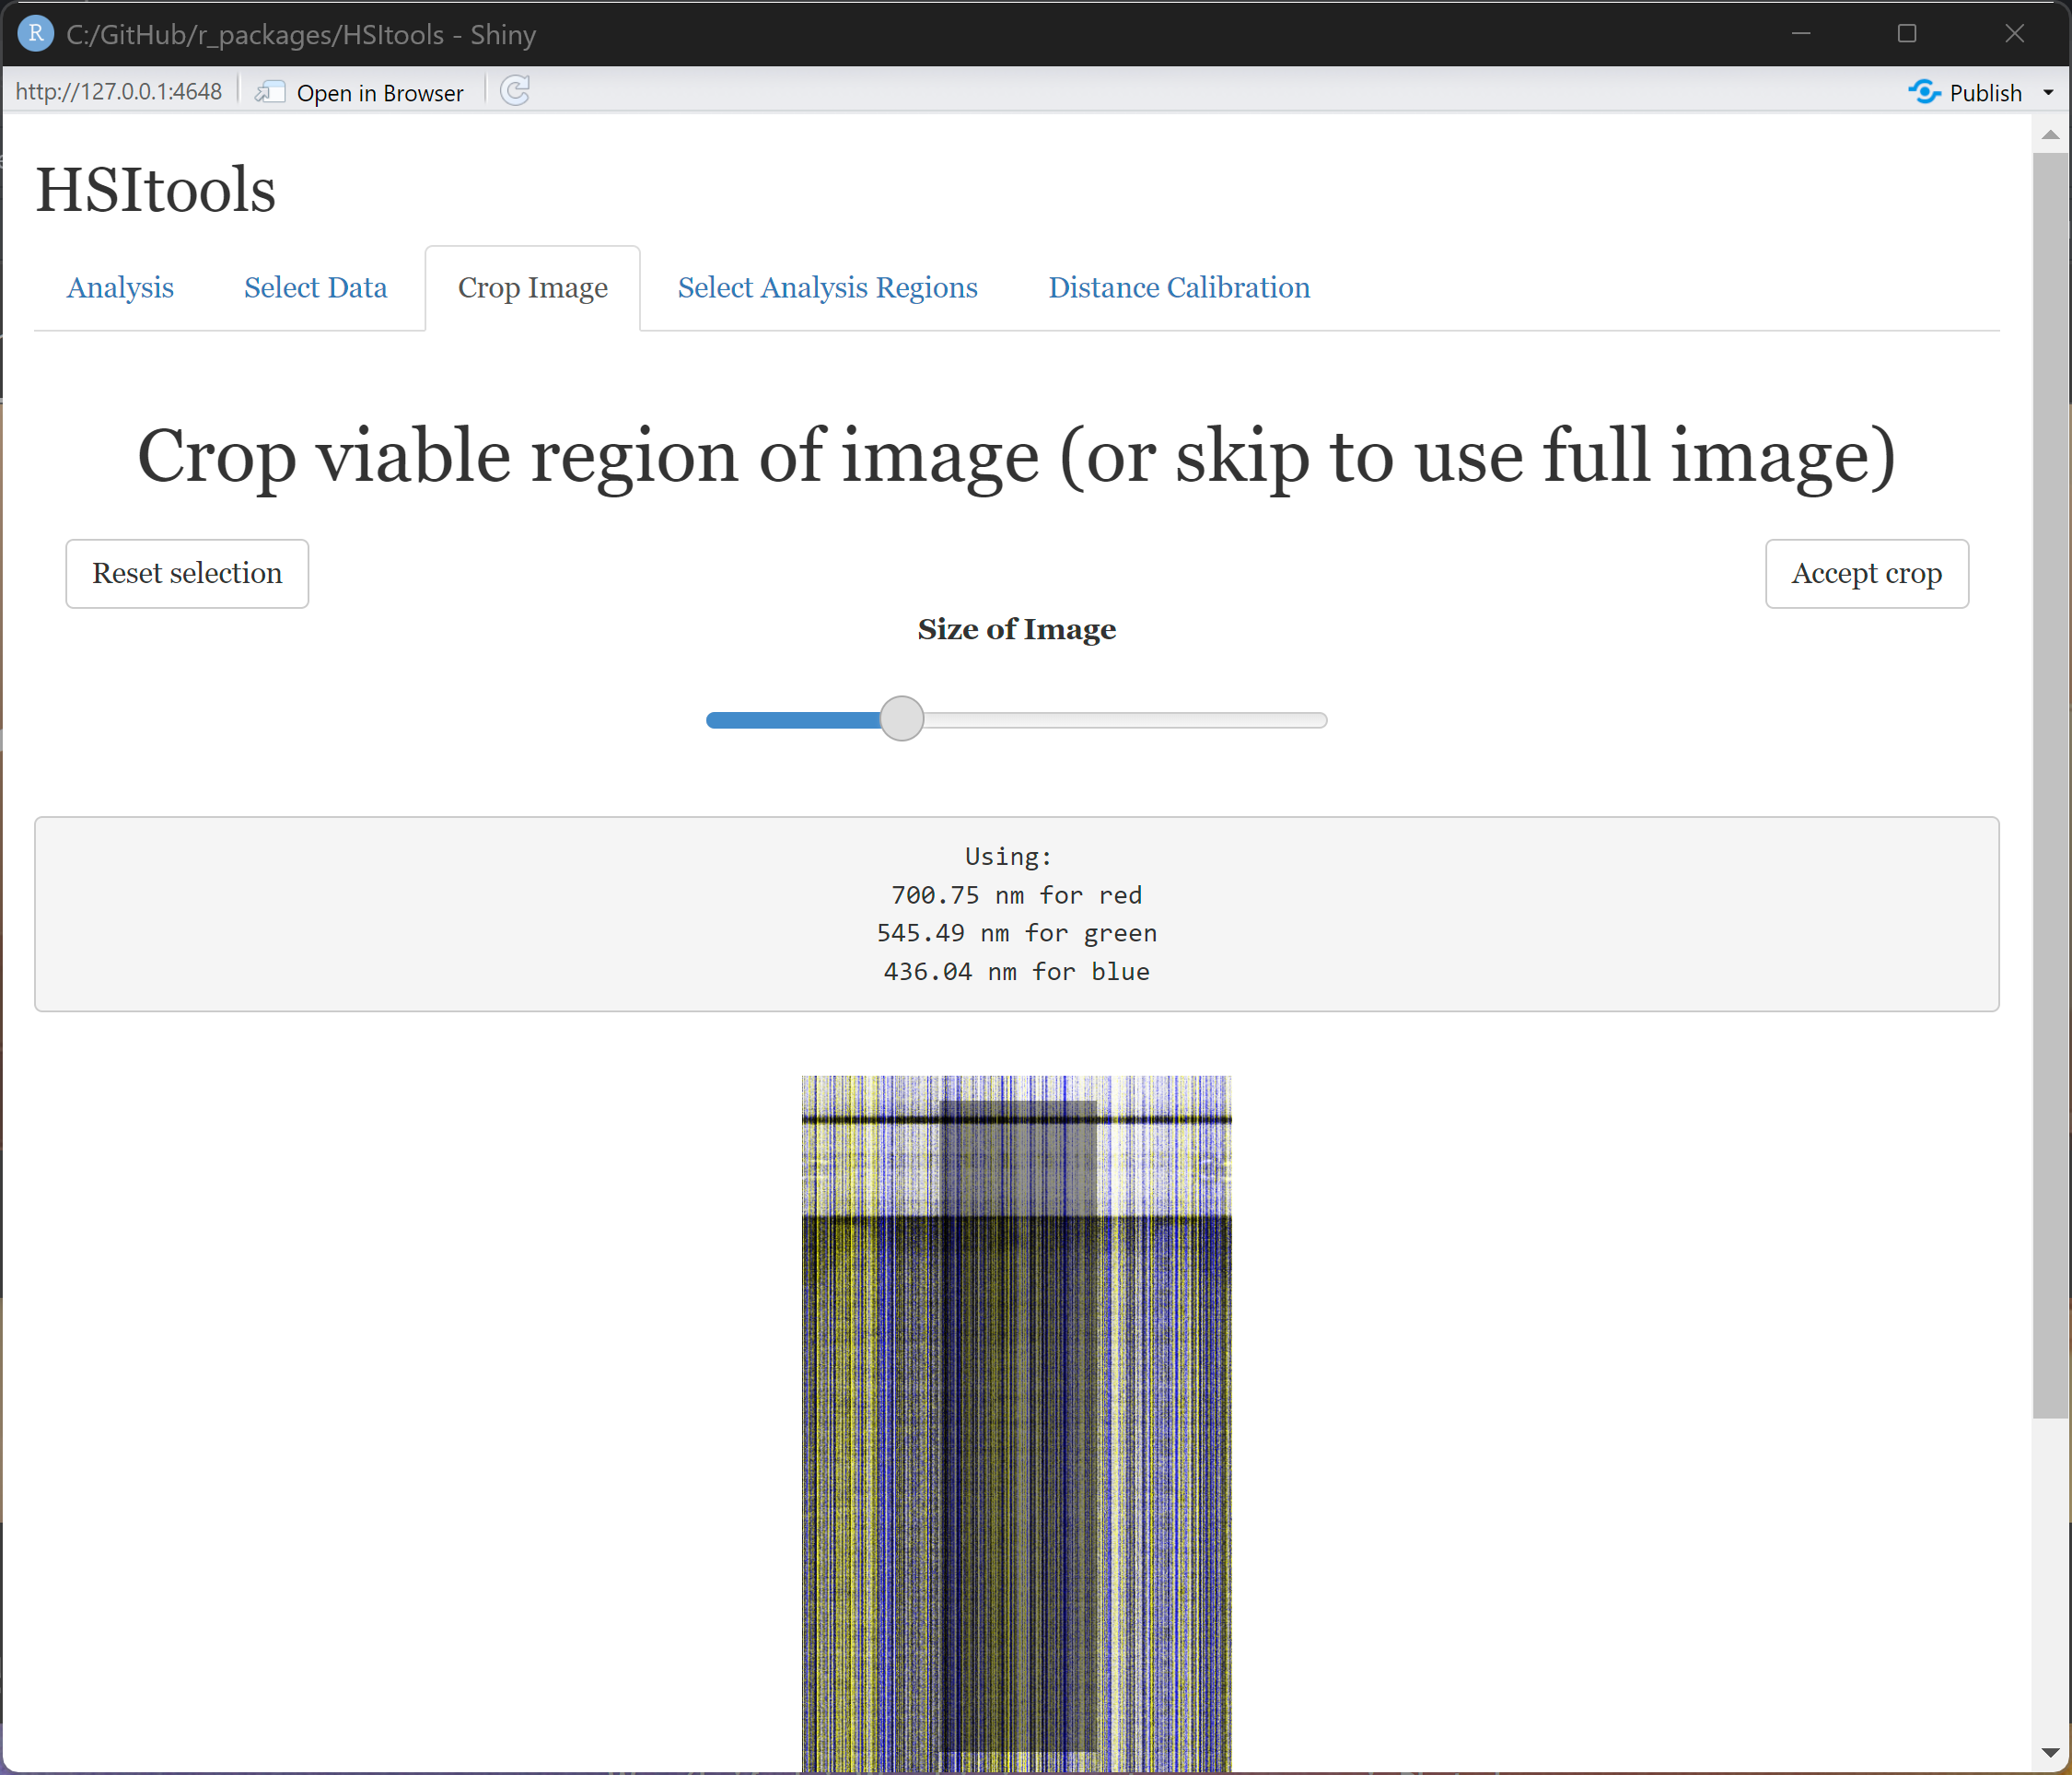 R C:/GitHub/r_packages/HSItools - Shiny
http://127.0.0.1:4648 Open in Browser Publish
HSItools
Analysis Select Data Crop Image Select Analysis Regions Distance Calibration
Crop viable region of image (or skip to use full image)
Reset selection Accept crop
Size of Image
Using:
700.75 nm for red
545.49 nm for green
436.04 nm for blue